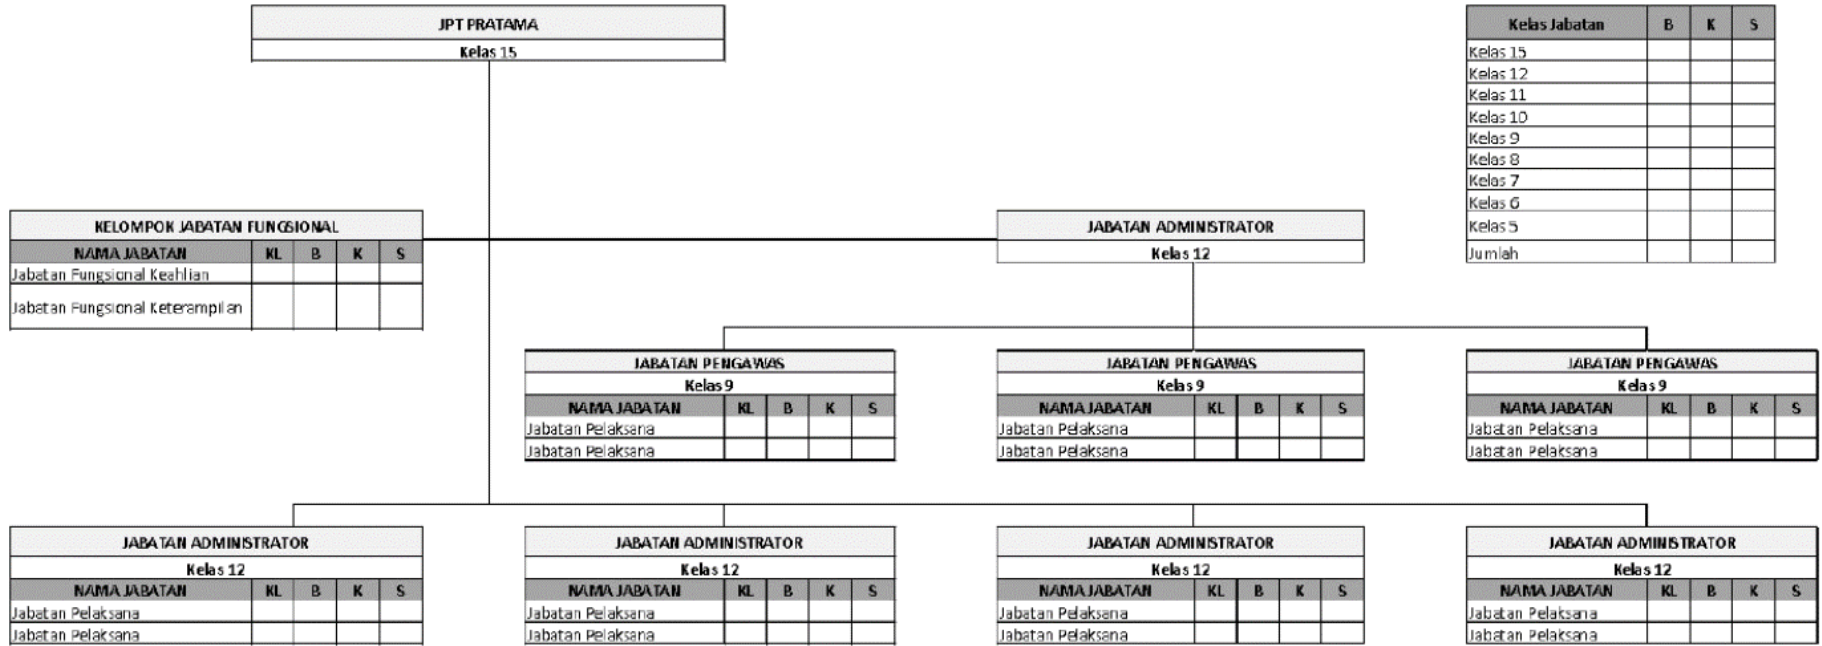 JPT PRATAMA
Kelas 15
Kelas Jabatan B K S
Kelas 15
Kelas 12
Kelas 11
Kelas 10
Kelas 9
Kelas 8
Kelas 7
Kelas 6
Kelas 5
Jumlah
KELOMPOK JABATAN FUNGSIONAL
NAMA JABATAN KL B K S
Jabatan Fungsional Keahlian
Jabatan Fungsional Keterampilan
JABATAN ADMINISTRATOR
Kelas 12
JABATAN PENGAWAS
Kelas 9
NAMA JABATAN KL B K S
Jabatan Pelaksana
Jabatan Pelaksana
JABATAN PENGAWAS
Kelas 9
NAMA JABATAN KL B K S
Jabatan Pelaksana
Jabatan Pelaksana
JABATAN PENGAWAS
Kelas 9
NAMA JABATAN KL B K S
Jabatan Pelaksana
Jabatan Pelaksana
JABATAN ADMINISTRATOR
Kelas 12
NAMA JABATAN KL B K S
Jabatan Pelaksana
Jabatan Pelaksana
JABATAN ADMINISTRATOR
Kelas 12
NAMA JABATAN KL B K S
Jabatan Pelaksana
Jabatan Pelaksana
JABATAN ADMINISTRATOR
Kelas 12
NAMA JABATAN KL B K S
Jabatan Pelaksana
Jabatan Pelaksana
JABATAN ADMINISTRATOR
Kelas 12
NAMA JABATAN KL B K S
Jabatan Pelaksana
Jabatan Pelaksana